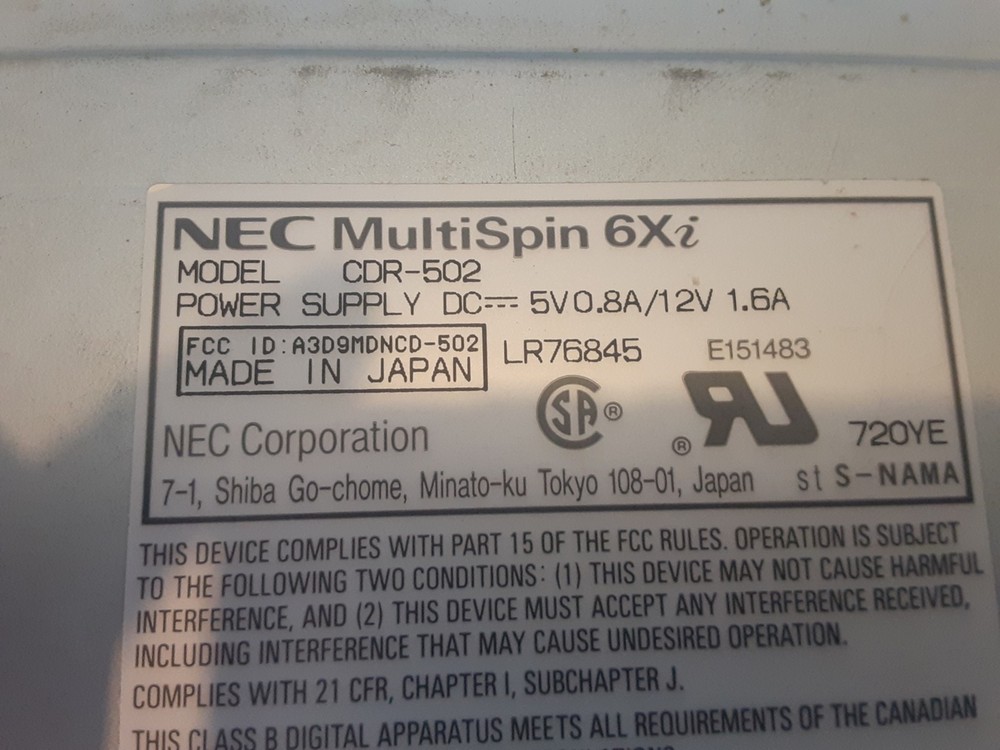 NEC MultiSpin 6Xi
MODEL CDR-502
POWER SUPPLY DC 5V0.8A/12V 1.6A
FCC ID:A3D9MDNCD-502
MADE IN JAPAN
LR76845
E151483
SA ®
® RU
720YE
NEC Corporation
7-1, Shiba Go-chome, Minato-ku Tokyo 108-01, Japan st S-NAMA
THIS DEVICE COMPLIES WITH PART 15 OF THE FCC RULES. OPERATION IS SUBJECT
TO THE FOLLOWING TWO CONDITIONS: (1) THIS DEVICE MAY NOT CAUSE HARMFUL
INTERFERENCE, AND (2) THIS DEVICE MUST ACCEPT ANY INTERFERENCE RECEIVED,
INCLUDING INTERFERENCE THAT MAY CAUSE UNDESIRED OPERATION.
COMPLIES WITH 21 CFR, CHAPTER I, SUBCHAPTER J.
THIS CLASS B DIGITAL APPARATUS MEETS ALL REQUIREMENTS OF THE CANADIAN